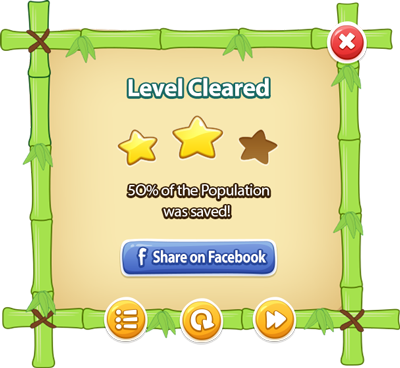 Level Cleared
50% of the Population
was saved!
f Share on Facebook